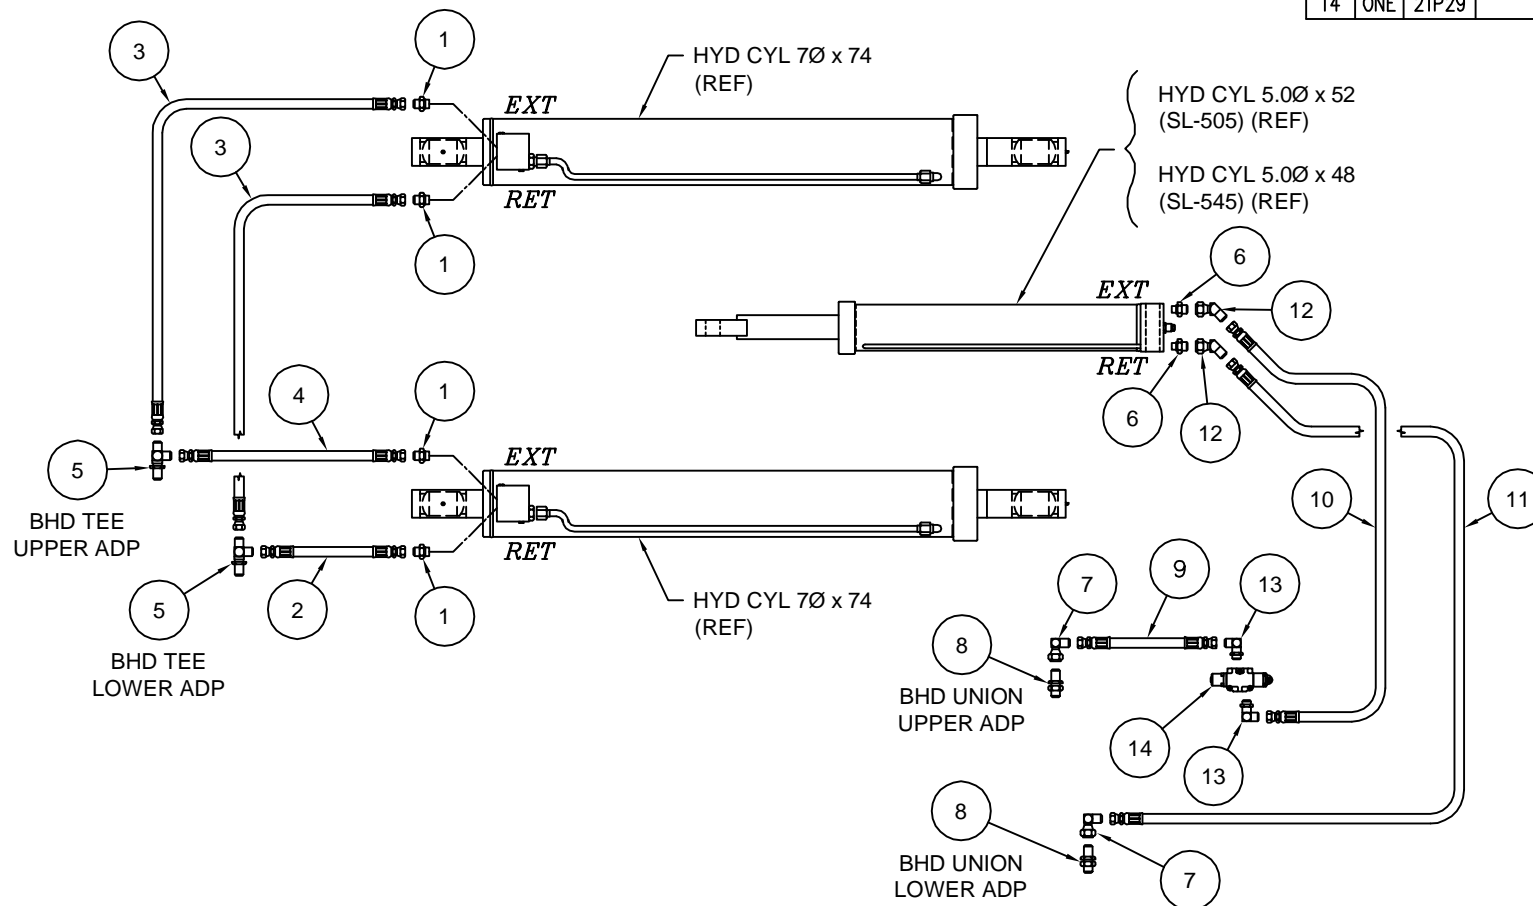 14 ONE 21P29
1
3
HYD CYL 7Ø x 74
(REF)
HYD CYL 5.0Ø x 52
(SL-505) (REF)
EXT
3
HYD CYL 5.0Ø x 48
(SL-545) (REF)
RET
1
6
EXT
12
RET
4
1
6
12
5
EXT
10
11
BHD TEE
UPPER ADP
RET
5
2
1
HYD CYL 7Ø x 74
(REF)
7
9
13
8
BHD TEE
LOWER ADP
BHD UNION
UPPER ADP
14
13
8
BHD UNION
LOWER ADP
7